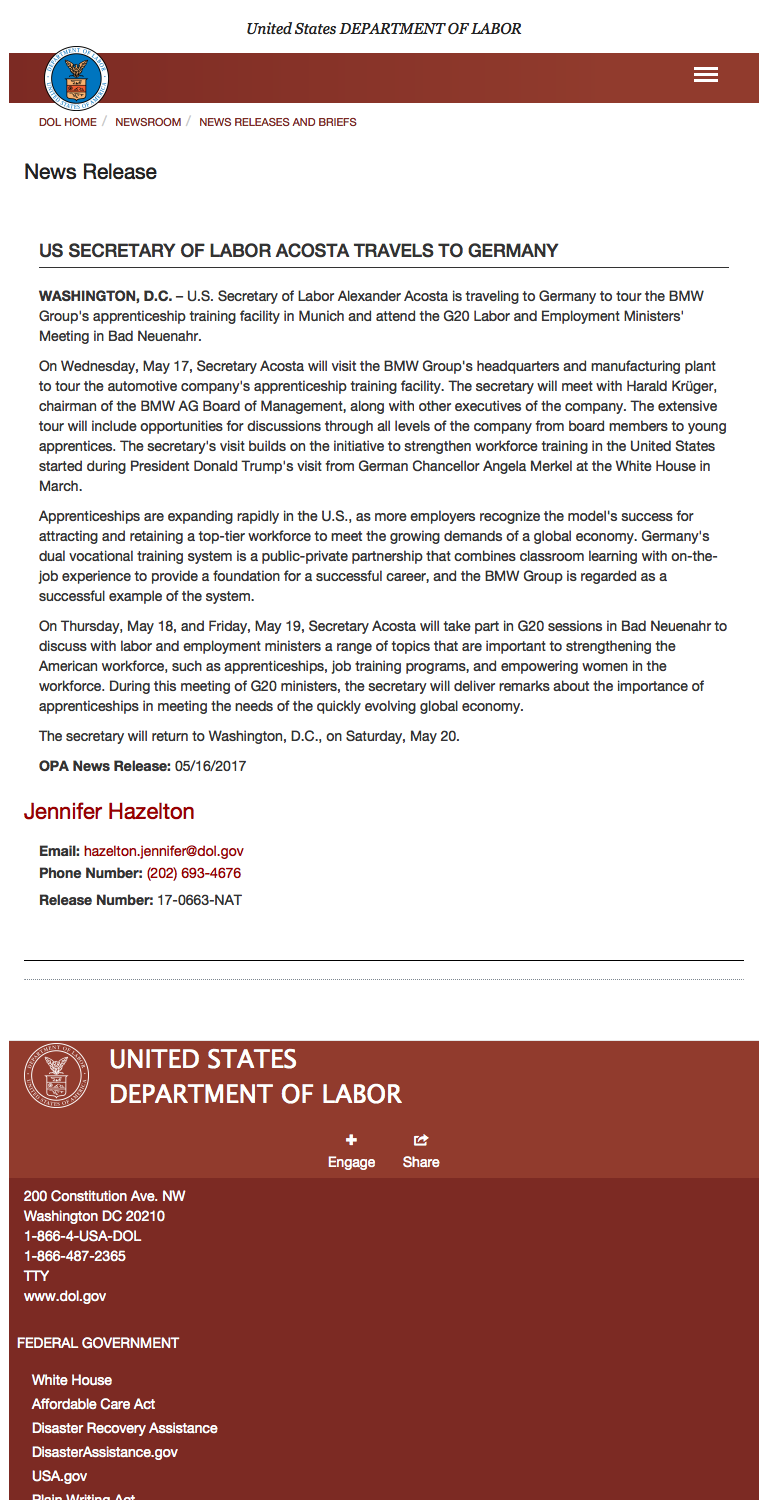 United States DEPARTMENT OF LABOR
DOL HOME / NEWSROOM / NEWS RELEASES AND BRIEFS
News Release
US SECRETARY OF LABOR ACOSTA TRAVELS TO GERMANY
WASHINGTON, D.C. – U.S. Secretary of Labor Alexander Acosta is traveling to Germany to tour the BMW
Group's apprenticeship training facility in Munich and attend the G20 Labor and Employment Ministers'
Meeting in Bad Neuenahr.
On Wednesday, May 17, Secretary Acosta will visit the BMW Group's headquarters and manufacturing plant
to tour the automotive company's apprenticeship training facility. The secretary will meet with Harald Krüger,
chairman of the BMW AG Board of Management, along with other executives of the company. The extensive
tour will include opportunities for discussions through all levels of the company from board members to young
apprentices. The secretary's visit builds on the initiative to strengthen workforce training in the United States
started during President Donald Trump's visit from German Chancellor Angela Merkel at the White House in
March.
Apprenticeships are expanding rapidly in the U.S., as more employers recognize the model's success for
attracting and retaining a top-tier workforce to meet the growing demands of a global economy. Germany's
dual vocational training system is a public-private partnership that combines classroom learning with on-the-
job experience to provide a foundation for a successful career, and the BMW Group is regarded as a
successful example of the system.
On Thursday, May 18, and Friday, May 19, Secretary Acosta will take part in G20 sessions in Bad Neuenahr to
discuss with labor and employment ministers a range of topics that are important to strengthening the
American workforce, such as apprenticeships, job training programs, and empowering women in the
workforce. During this meeting of G20 ministers, the secretary will deliver remarks about the importance of
apprenticeships in meeting the needs of the quickly evolving global economy.
The secretary will return to Washington, D.C., on Saturday, May 20.
OPA News Release: 05/16/2017
Jennifer Hazelton
Email: hazelton.jennifer@dol.gov
Phone Number: (202) 693-4676
Release Number: 17-0663-NAT
DEPARTMENT OF LABOR
UNITED STATES OF AMERICA
UNITED STATES
DEPARTMENT OF LABOR
Engage Share
200 Constitution Ave. NW
Washington DC 20210
1-866-4-USA-DOL
1-866-487-2365
TTY
www.dol.gov
FEDERAL GOVERNMENT
White House
Affordable Care Act
Disaster Recovery Assistance
DisasterAssistance.gov
USA.gov
Plain Writing Act